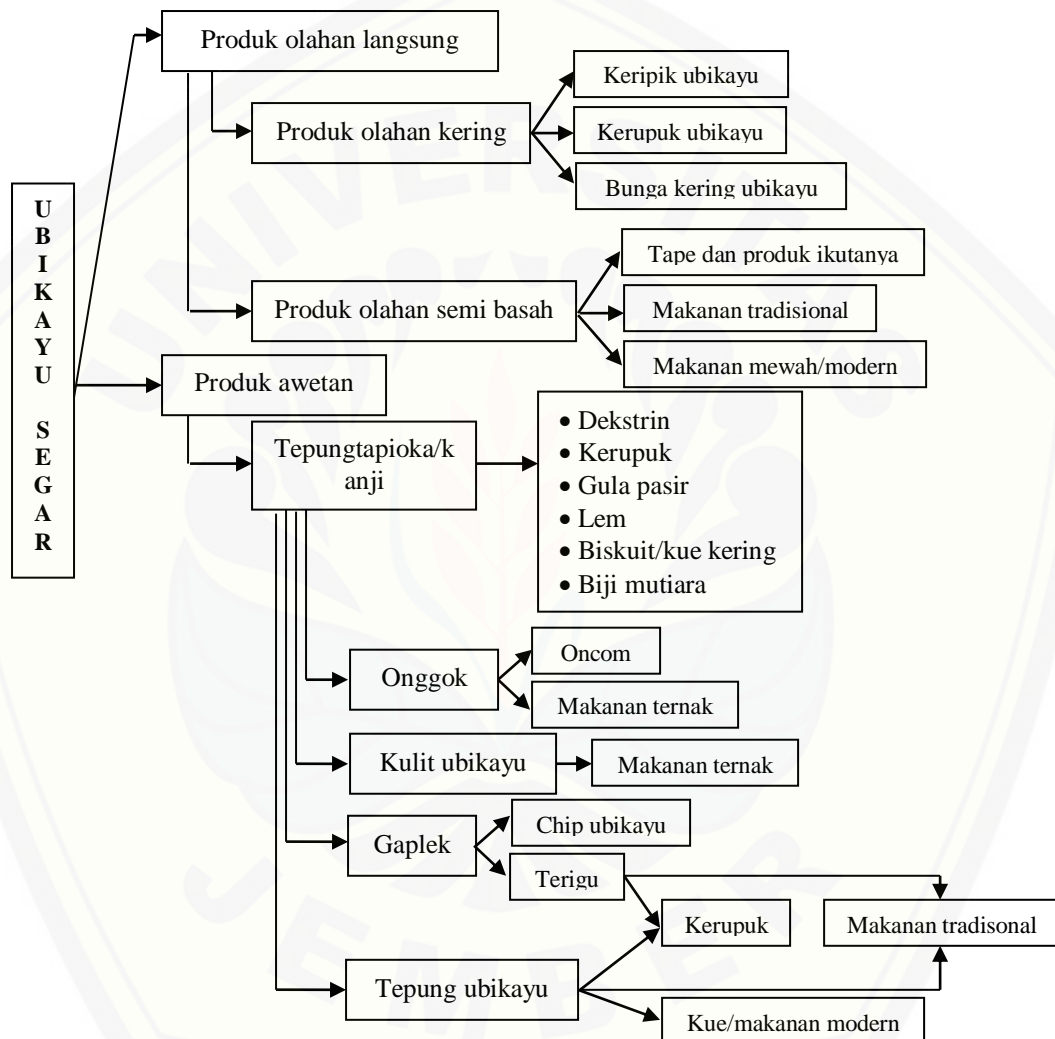 Produk olahan langsung
Keripik ubikayu
Produk olahan kering
Kerupuk ubikayu
Bunga kering ubikayu
UBIKAYU SEGAR
Tape dan produk ikutanya
Produk olahan semi basah
Makanan tradisional
Makanan mewah/modern
Produk awetan
Tepungtapioka/k
anji
• Dekstrin
• Kerupuk
• Gula pasir
• Lem
• Biskuit/kue kering
• Biji mutiara
Onggok
Oncom
Makanan ternak
Kulit ubikayu
Makanan ternak
Gaplek
Chip ubikayu
Terigu
Kerupuk
Makanan tradisonal
Tepung ubikayu
Kue/makanan modern
UNIVERSITAS
JEMBER